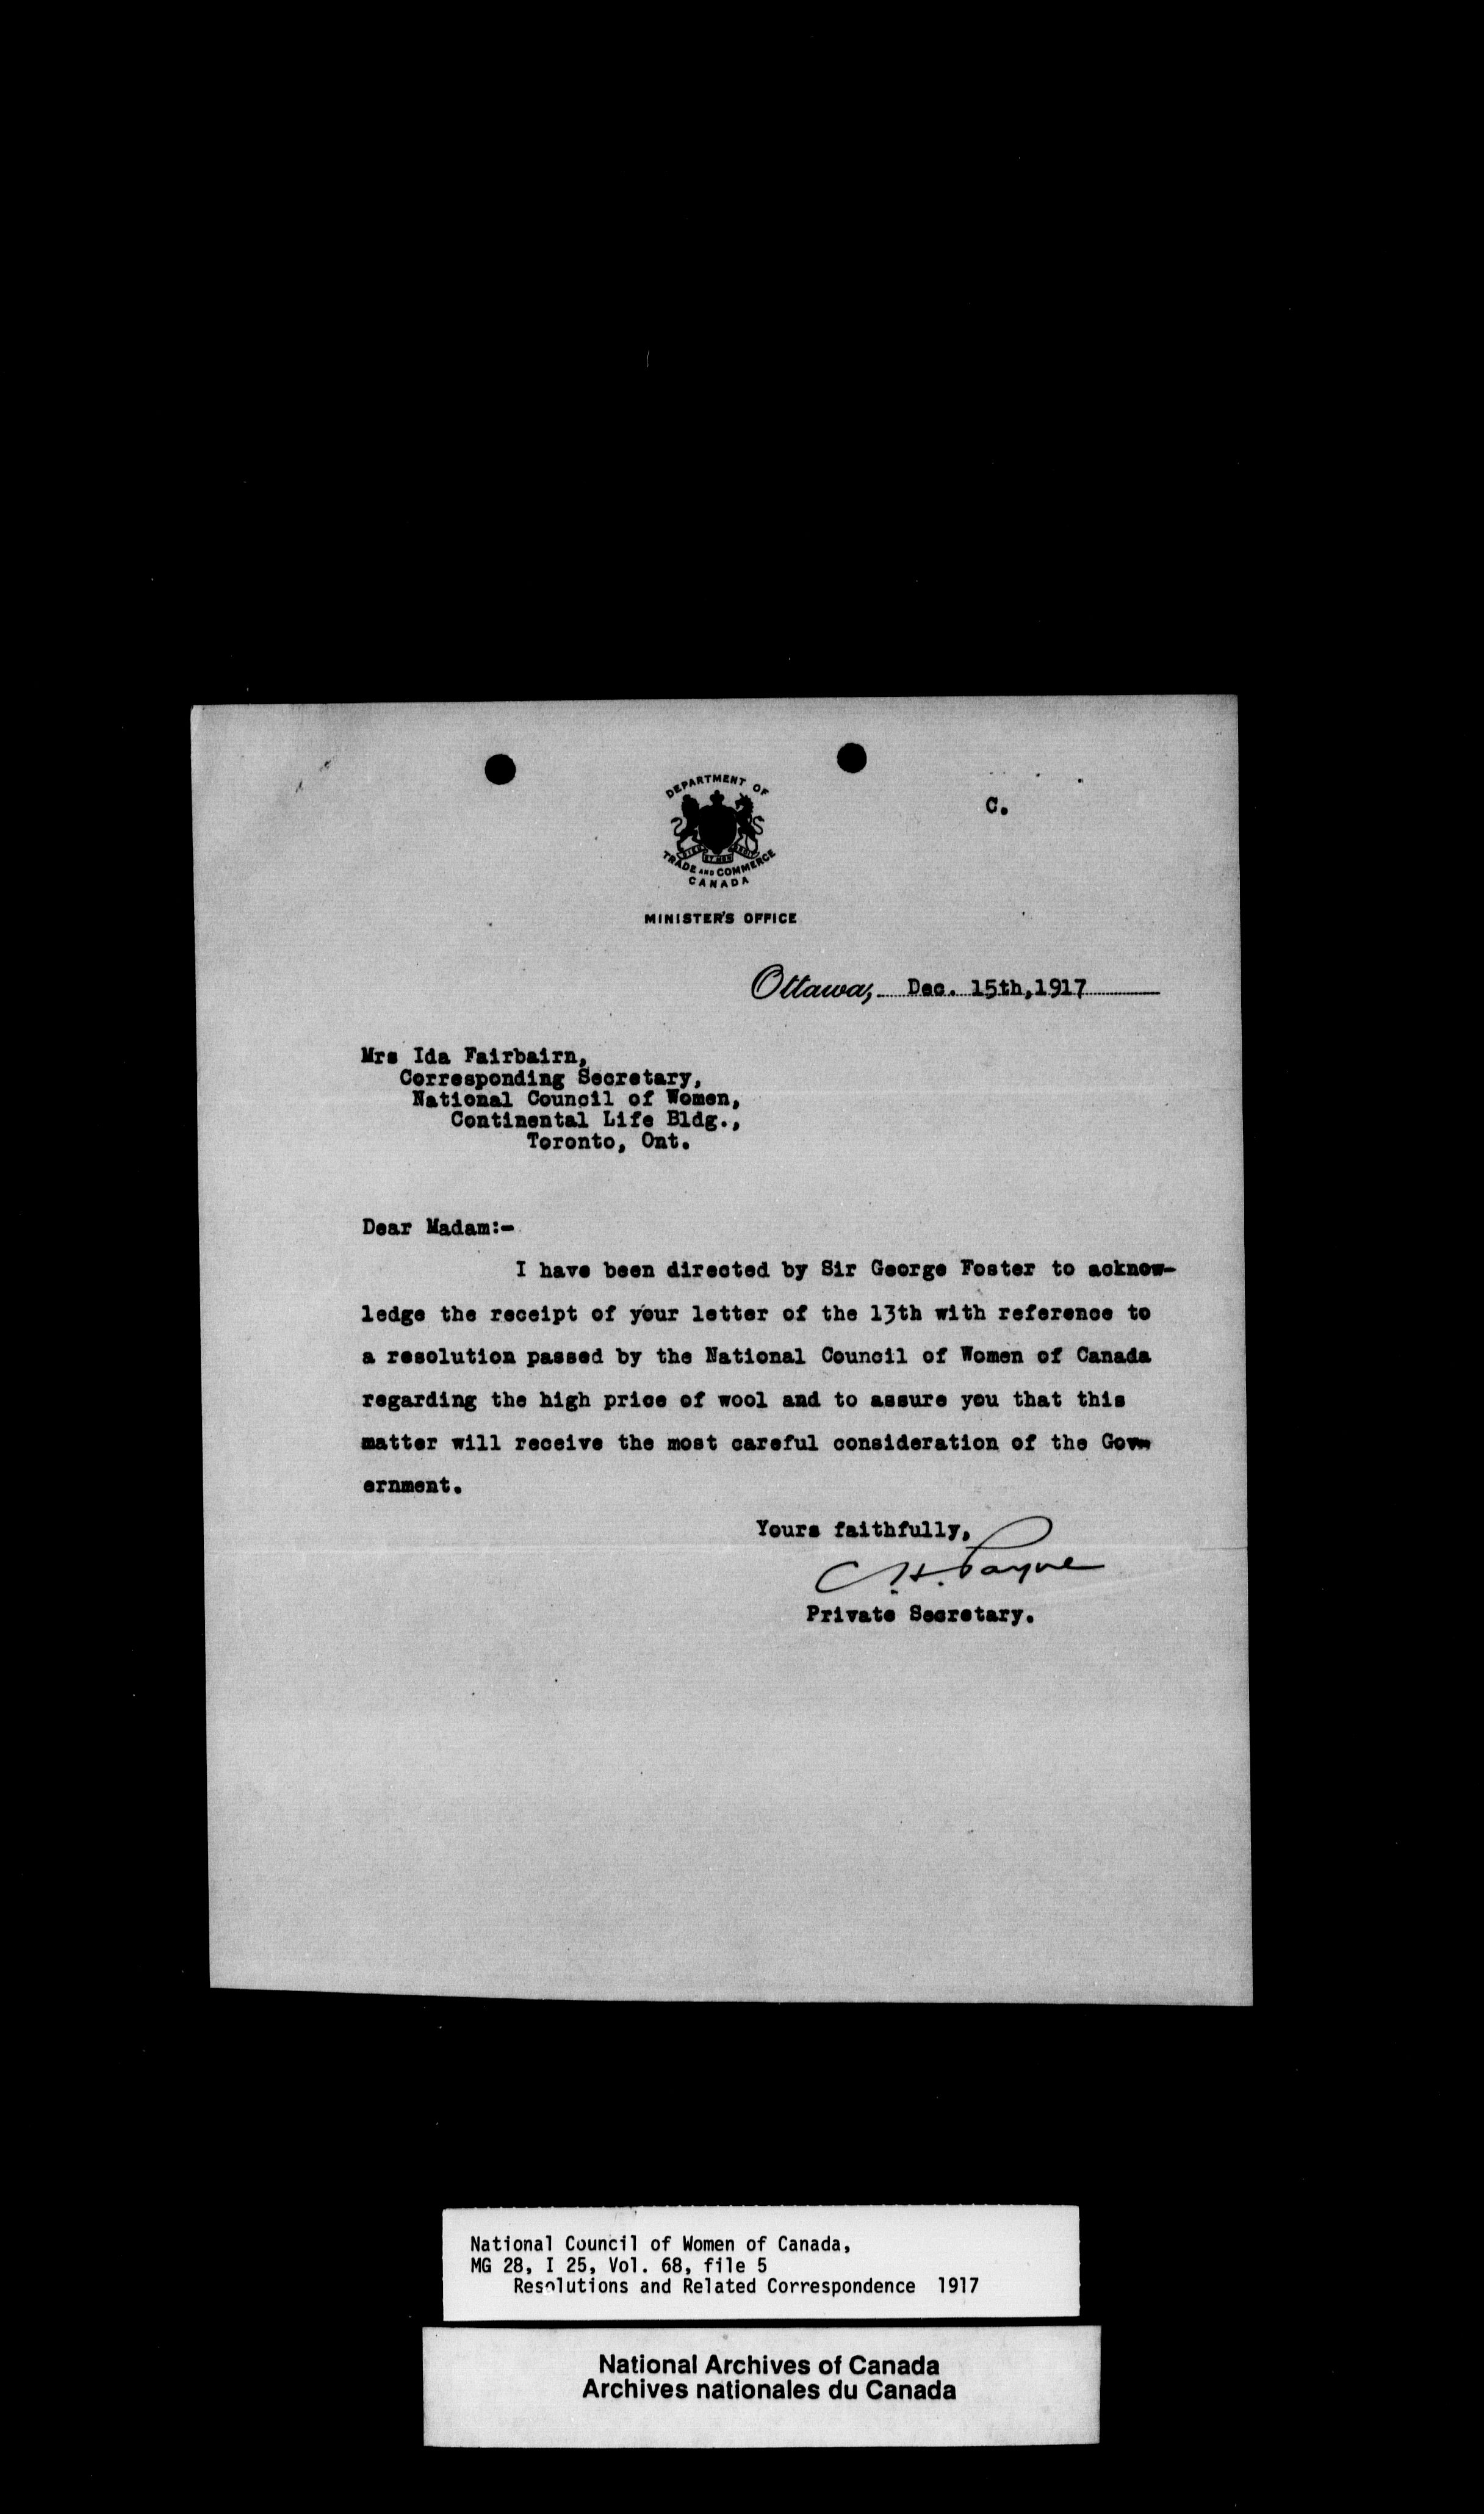 C.
DEPARTMENT OF
TRADE AND COMMERCE
CANADA
MINISTER'S OFFICE
Ottawa, Dec. 15th, 1917
Mrs Ida Fairbairn,
Corresponding Secretary,
National Council of Women,
Continental Life Bldg.,
Toronto, Ont.
Dear Madam:-
I have been directed by Sir George Foster to acknow-
ledge the receipt of your letter of the 13th with reference to
a resolution passed by the National Council of Women of Canada
regarding the high price of wool and to assure you that this
matter will receive the most careful consideration of the Gov-
ernment.
Yours faithfully,
C.H. Payne
Private Secretary.
National Council of Women of Canada,
MG 28, I 25, Vol. 68, file 5
Resolutions and Related Correspondence 1917
National Archives of Canada
Archives nationales du Canada